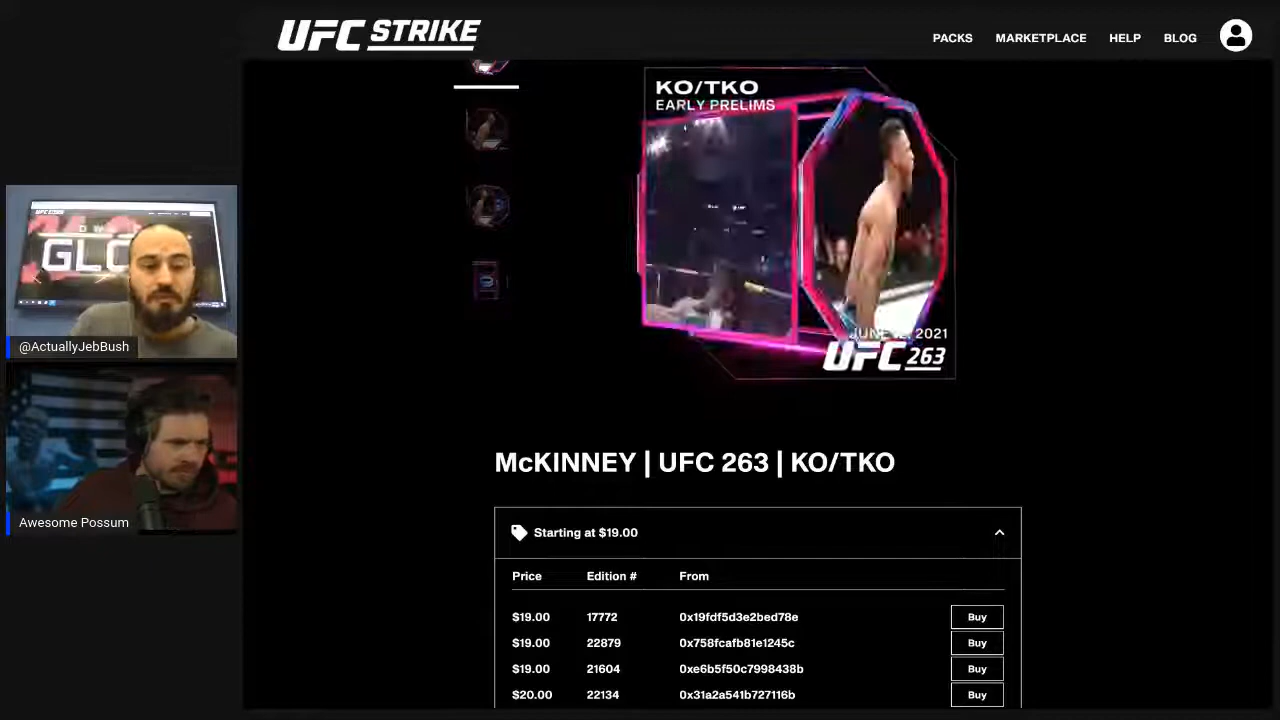 UFC STRIKE
PACKS
MARKETPLACE
HELP
BLOG
KO/TKO
EARLY PRELIMS
@ActuallyJebBush
Awesome Possum
UFC 263
McKINNEY | UFC 263 | KO/TKO
Starting at $19.00
Price Edition # From
$19.00 17772 0x19fdf5d3e2bed78e Buy
$19.00 22879 0x758fcafb81e1245c Buy
$19.00 21604 0xe6b5f50c7998438b Buy
$20.00 22134 0x31a2a541b727116b Buy